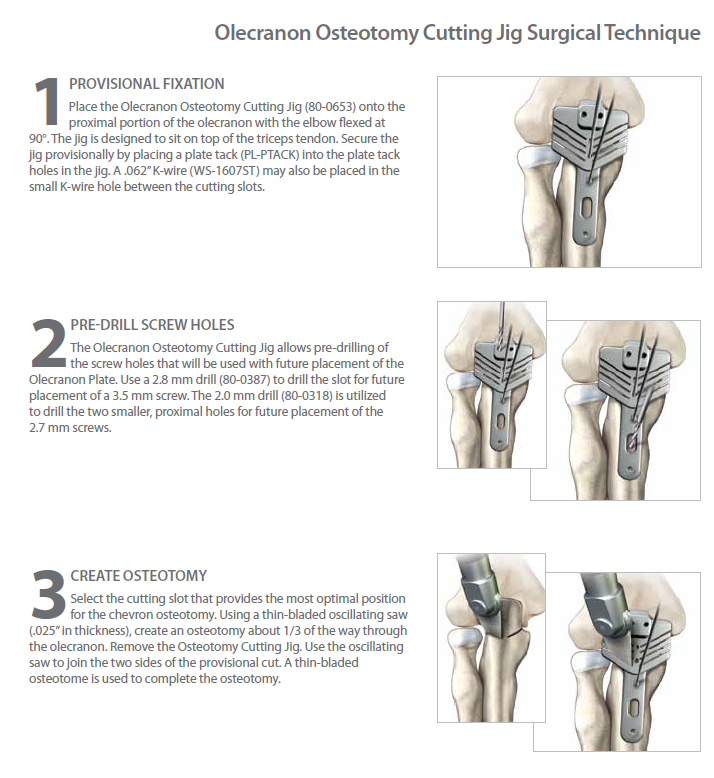 Olecranon Osteotomy Cutting Jig Surgical Technique
1 PROVISIONAL FIXATION
Place the Olecranon Osteotomy Cutting Jig (80-0653) onto the
proximal portion of the olecranon with the elbow flexed at
90°. The jig is designed to sit on top of the triceps tendon. Secure the
jig provisionally by placing a plate tack (PL-PTACK) into the plate tack
holes in the jig. A .062” K-wire (WS-1607ST) may also be placed in the
small K-wire hole between the cutting slots.
2 PRE-DRILL SCREW HOLES
The Olecranon Osteotomy Cutting Jig allows pre-drilling of
the screw holes that will be used with future placement of the
Olecranon Plate. Use a 2.8 mm drill (80-0387) to drill the slot for future
placement of a 3.5 mm screw. The 2.0 mm drill (80-0318) is utilized
to drill the two smaller, proximal holes for future placement of the
2.7 mm screws.
3 CREATE OSTEOTOMY
Select the cutting slot that provides the most optimal position
for the chevron osteotomy. Using a thin-bladed oscillating saw
(.025” in thickness), create an osteotomy about 1/3 of the way through
the olecranon. Remove the Osteotomy Cutting Jig. Use the oscillating
saw to join the two sides of the provisional cut. A thin-bladed
osteotome is used to complete the osteotomy.